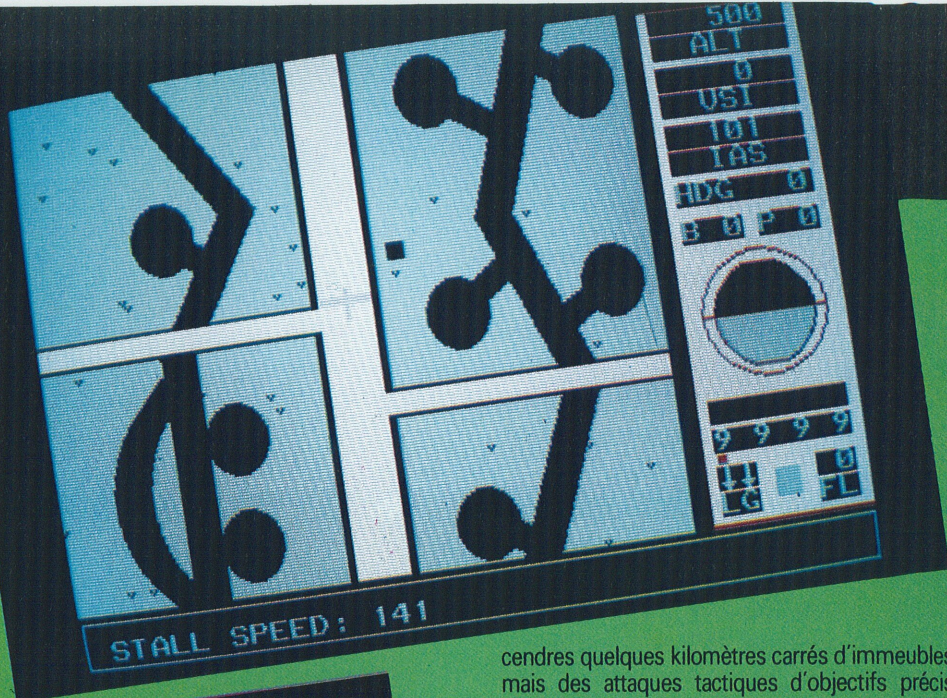 500
ALT
0
VSI
101
IAS
HDG 0
B 0 P 0
9 9 9 9
0
LG FL
STALL SPEED: 141
cendres quelques kilomètres carrés d'immeubles
mais des attaques tactiques d'objectifs précis